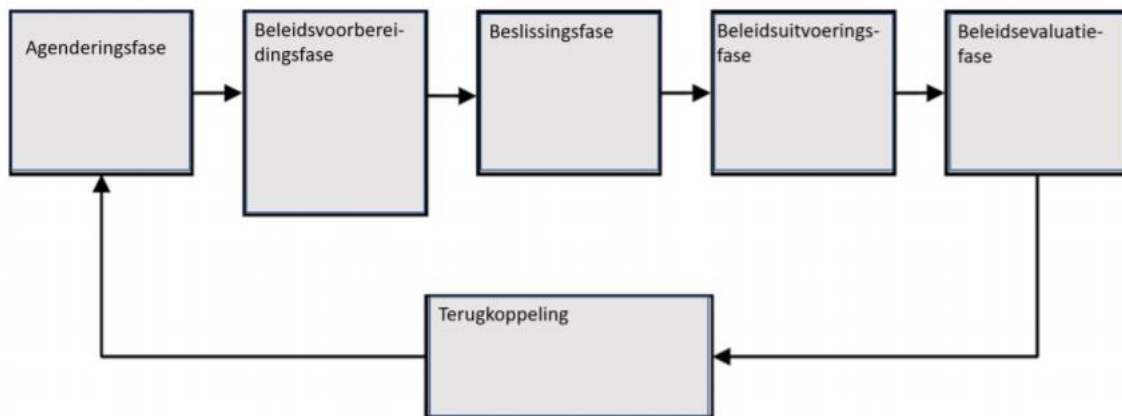 Agenderingsfase
Beleidsvoorberei-
dingsfase
Beslissingsfase
Beleidsuitvoerings-
fase
Beleidsevaluatie-
fase
Terugkoppeling